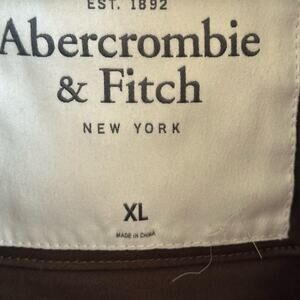 EST. 1892
Abercrombie
& Fitch
NEW YORK
XL
MADE IN CHINA